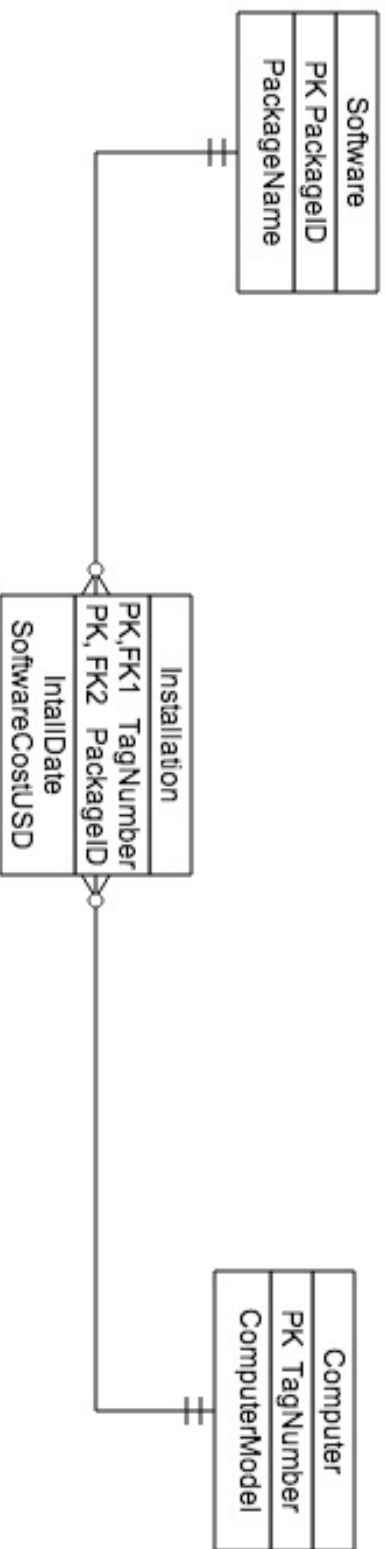 Software
PK PackageID
PackageName
Installation
PK,FK1 TagNumber
PK, FK2 PackageID
IntallDate
SoftwareCostUSD
Computer
PK TagNumber
ComputerModel